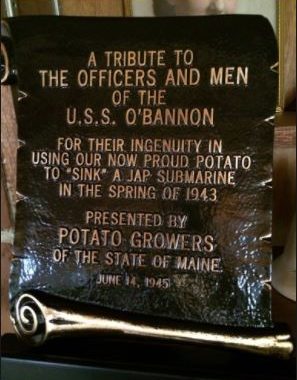 A TRIBUTE TO
THE OFFICERS AND MEN
OF THE
U.S.S. O'BANNON
FOR THEIR INGENUITY IN
USING OUR NOW PROUD POTATO
TO "SINK" A JAP SUBMARINE
IN THE SPRING OF 1943
PRESENTED BY
POTATO GROWERS
OF THE STATE OF MAINE
JUNE 14, 1945